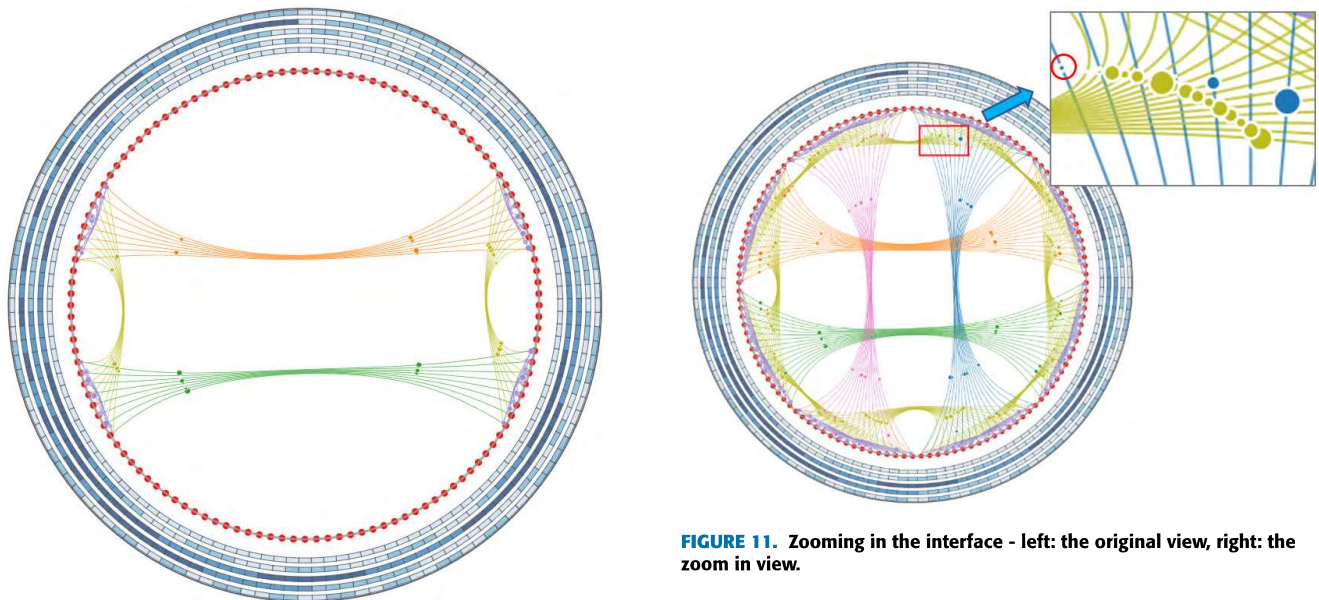 FIGURE 11. Zooming in the interface - left: the original view, right: the
zoom in view.